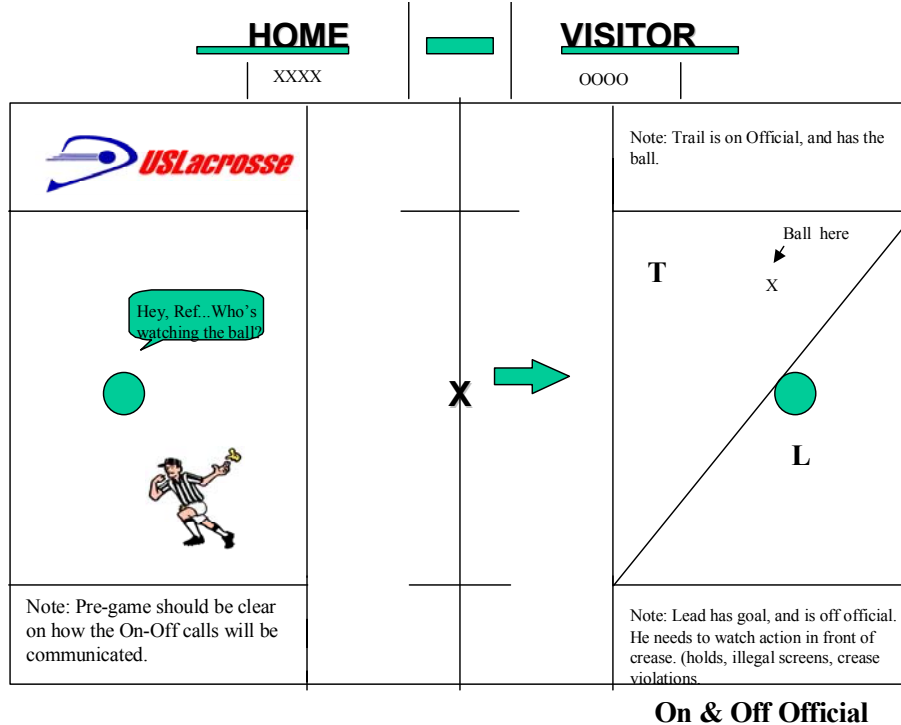 HOME VISITOR
XXXX OOOO
USLacrosse
Note: Trail is on Official, and has the
ball.
Ball here
T
X
Hey, Ref...Who's
watching the ball?
X
L
Note: Pre-game should be clear
on how the On-Off calls will be
communicated.
Note: Lead has goal, and is off official.
He needs to watch action in front of
crease. (holds, illegal screens, crease
violations.
On & Off Official